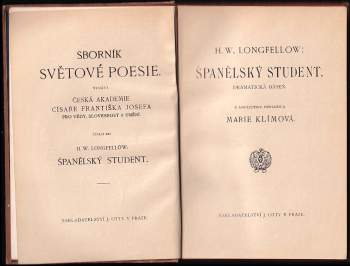 SBORNÍK
SVĚTOVÉ POESIE.
VYDÁVÁ
ČESKÁ AKADEMIE
CÍSAŘE FRANTIŠKA JOSEFA
PRO VĚDY, SLOVESNOST A UMĚNÍ.
H. W. LONGFELLOW:
ŠPANĚLSKÝ STUDENT.
NAKLADATELSTVÍ J. OTTY V PRAZE.
H. W. LONGFELLOW:
ŠPANĚLSKÝ STUDENT.
DRAMATICKÁ BÁSEŇ.
Z ANGLIČTINY PŘELOŽILA
MARIE KLÍMOVÁ.
NAKLADATELSTVÍ J. OTTY V PRAZE.